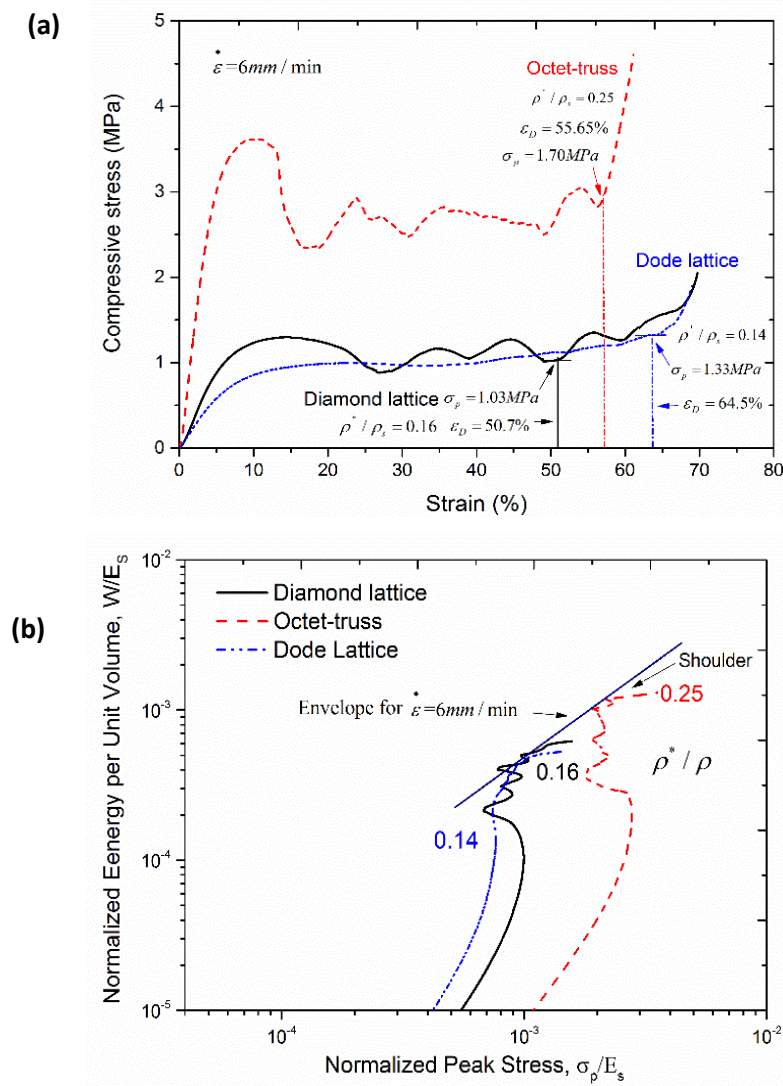 (a)
ε̇ =6mm / min
Octet-truss
ρ* / ρs = 0.25
εD = 55.65%
σp = 1.70MPa
Dode lattice
ρ* / ρs = 0.14
σp = 1.33MPa
εD = 64.5%
Diamond lattice σp = 1.03MPa
ρ* / ρs = 0.16 εD = 50.7%
Compressive stress (MPa)
5
4
3
2
1
0
0 10 20 30 40 50 60 70 80
Strain (%)
(b)
Normalized Eenergy per Unit Volume, W/ES
10-2
10-3
10-4
10-5
Diamond lattice
Octet-truss
Dode Lattice
Shoulder
Envelope for ε̇ =6mm / min
0.25
0.16
ρ* / ρ
0.14
10-4 10-3 10-2
Normalized Peak Stress, σp/Es